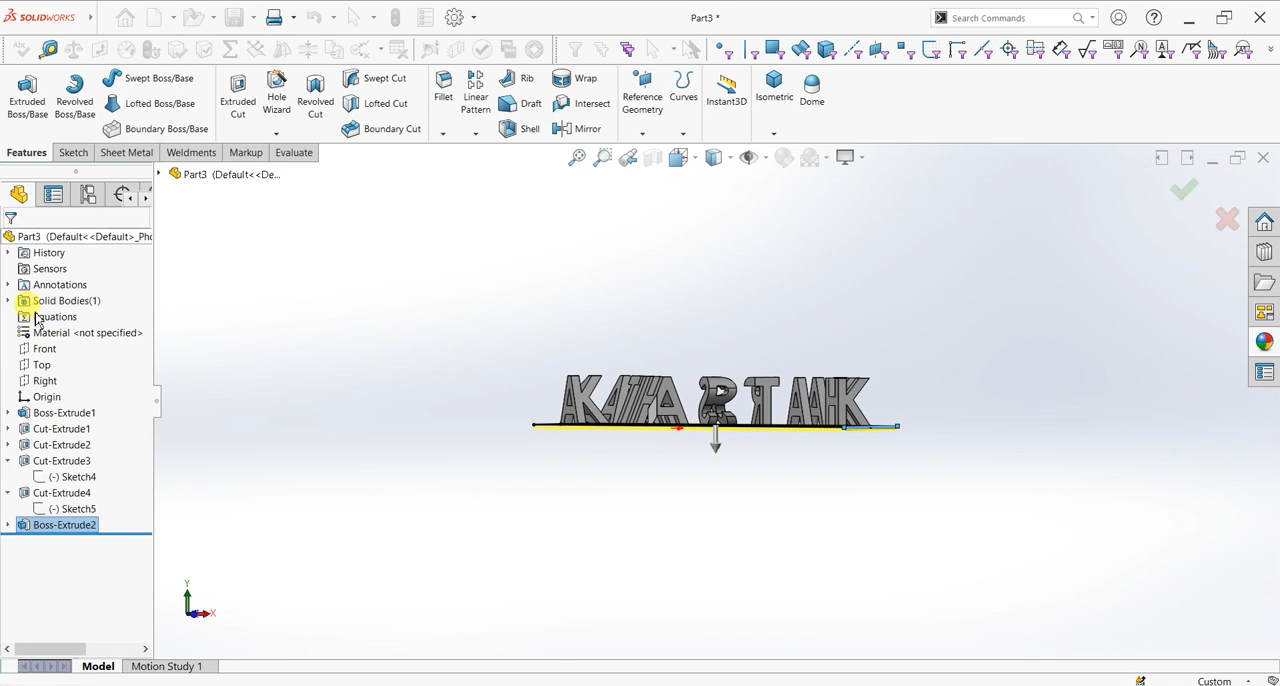 SOLIDWORKS
Part3 *
Search Commands
Extruded Boss/Base
Revolved Boss/Base
Swept Boss/Base
Lofted Boss/Base
Boundary Boss/Base
Extruded Cut
Hole Wizard
Revolved Cut
Swept Cut
Lofted Cut
Boundary Cut
Fillet
Linear Pattern
Rib
Draft
Shell
Wrap
Intersect
Mirror
Reference Geometry
Curves
Instant3D
Isometric
Dome
Features
Sketch
Sheet Metal
Weldments
Markup
Evaluate
Part3 (Default<<De...
Part3 (Default<<Default>_Pho
History
Sensors
Annotations
Solid Bodies(1)
Equations
Material <not specified>
Front
Top
Right
Origin
Boss-Extrude1
Cut-Extrude1
Cut-Extrude2
Cut-Extrude3
(-) Sketch4
Cut-Extrude4
(-) Sketch5
Boss-Extrude2
Y
X
Model
Motion Study 1
Custom